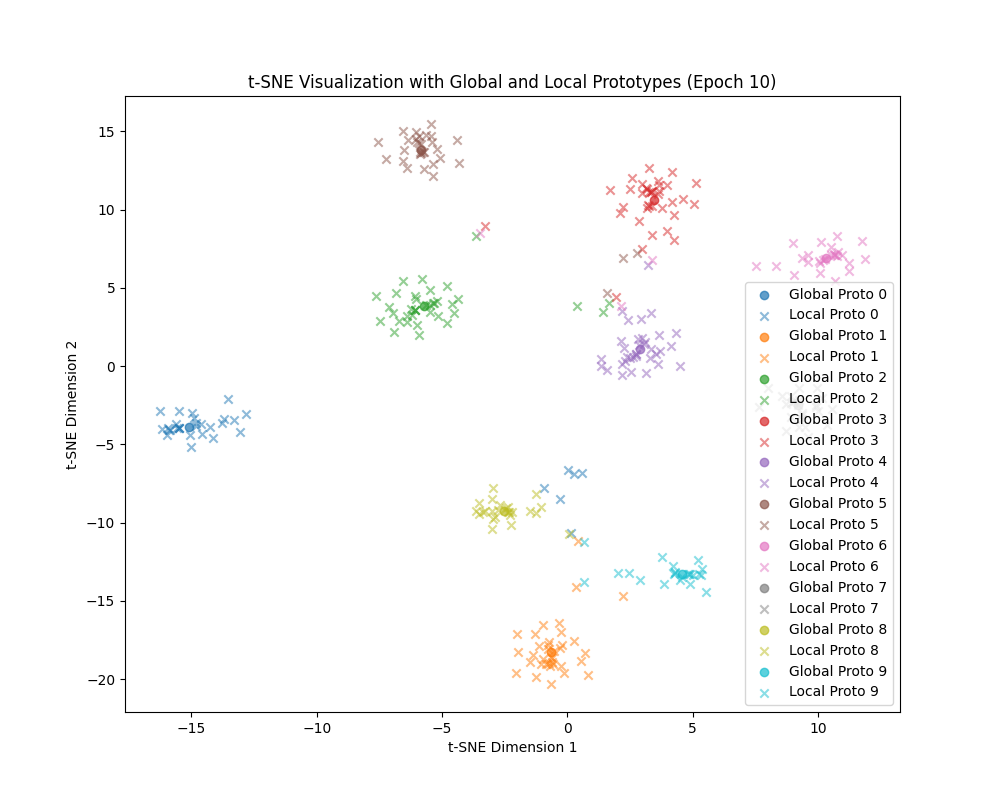 t-SNE Visualization with Global and Local Prototypes (Epoch 10)
15
10
5
0
−5
−10
−15
−20
t-SNE Dimension 2
Global Proto 0
Local Proto 0
Global Proto 1
Local Proto 1
Global Proto 2
Local Proto 2
Global Proto 3
Local Proto 3
Global Proto 4
Local Proto 4
Global Proto 5
Local Proto 5
Global Proto 6
Local Proto 6
Global Proto 7
Local Proto 7
Global Proto 8
Local Proto 8
Global Proto 9
Local Proto 9
−15 −10 −5 0 5 10
t-SNE Dimension 1